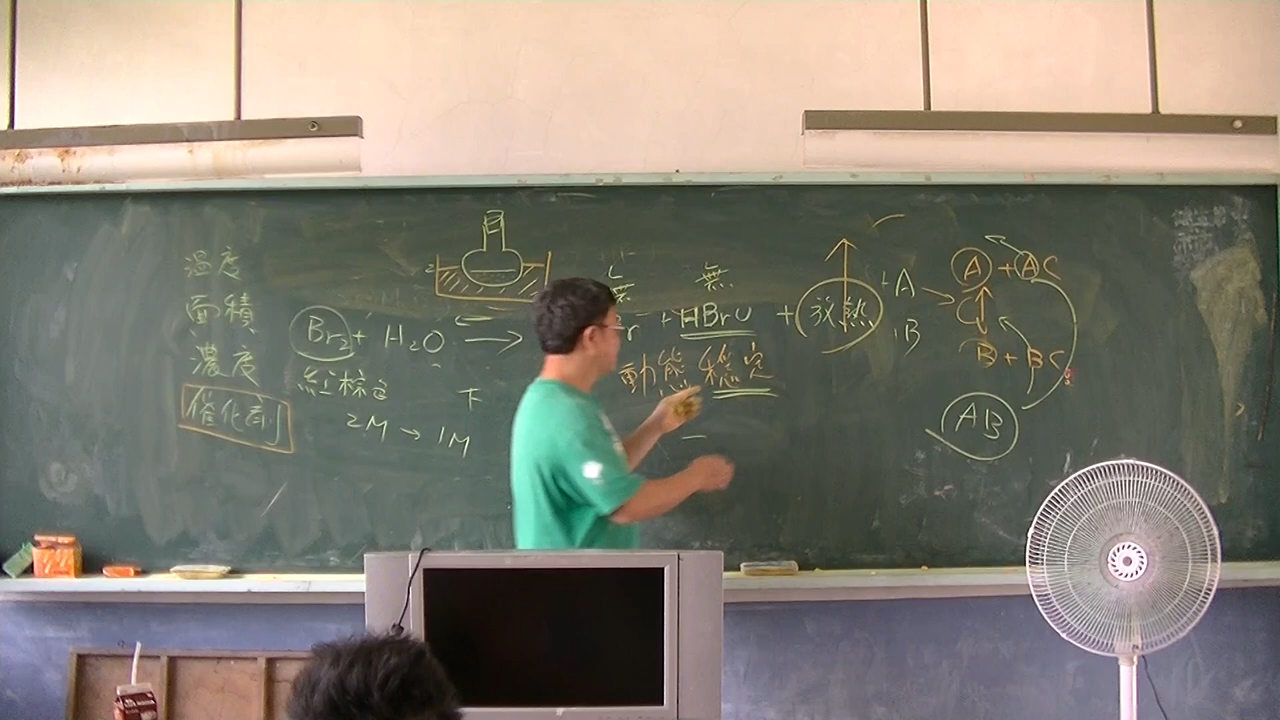 溫度
面積
濃度
催化劑
Br₂ + H₂O
紅棕色
2M → 1M
下
無
無
r + HBrO + 放熱
動態穩定
+A
B
A + AC
C
B + BC
AB